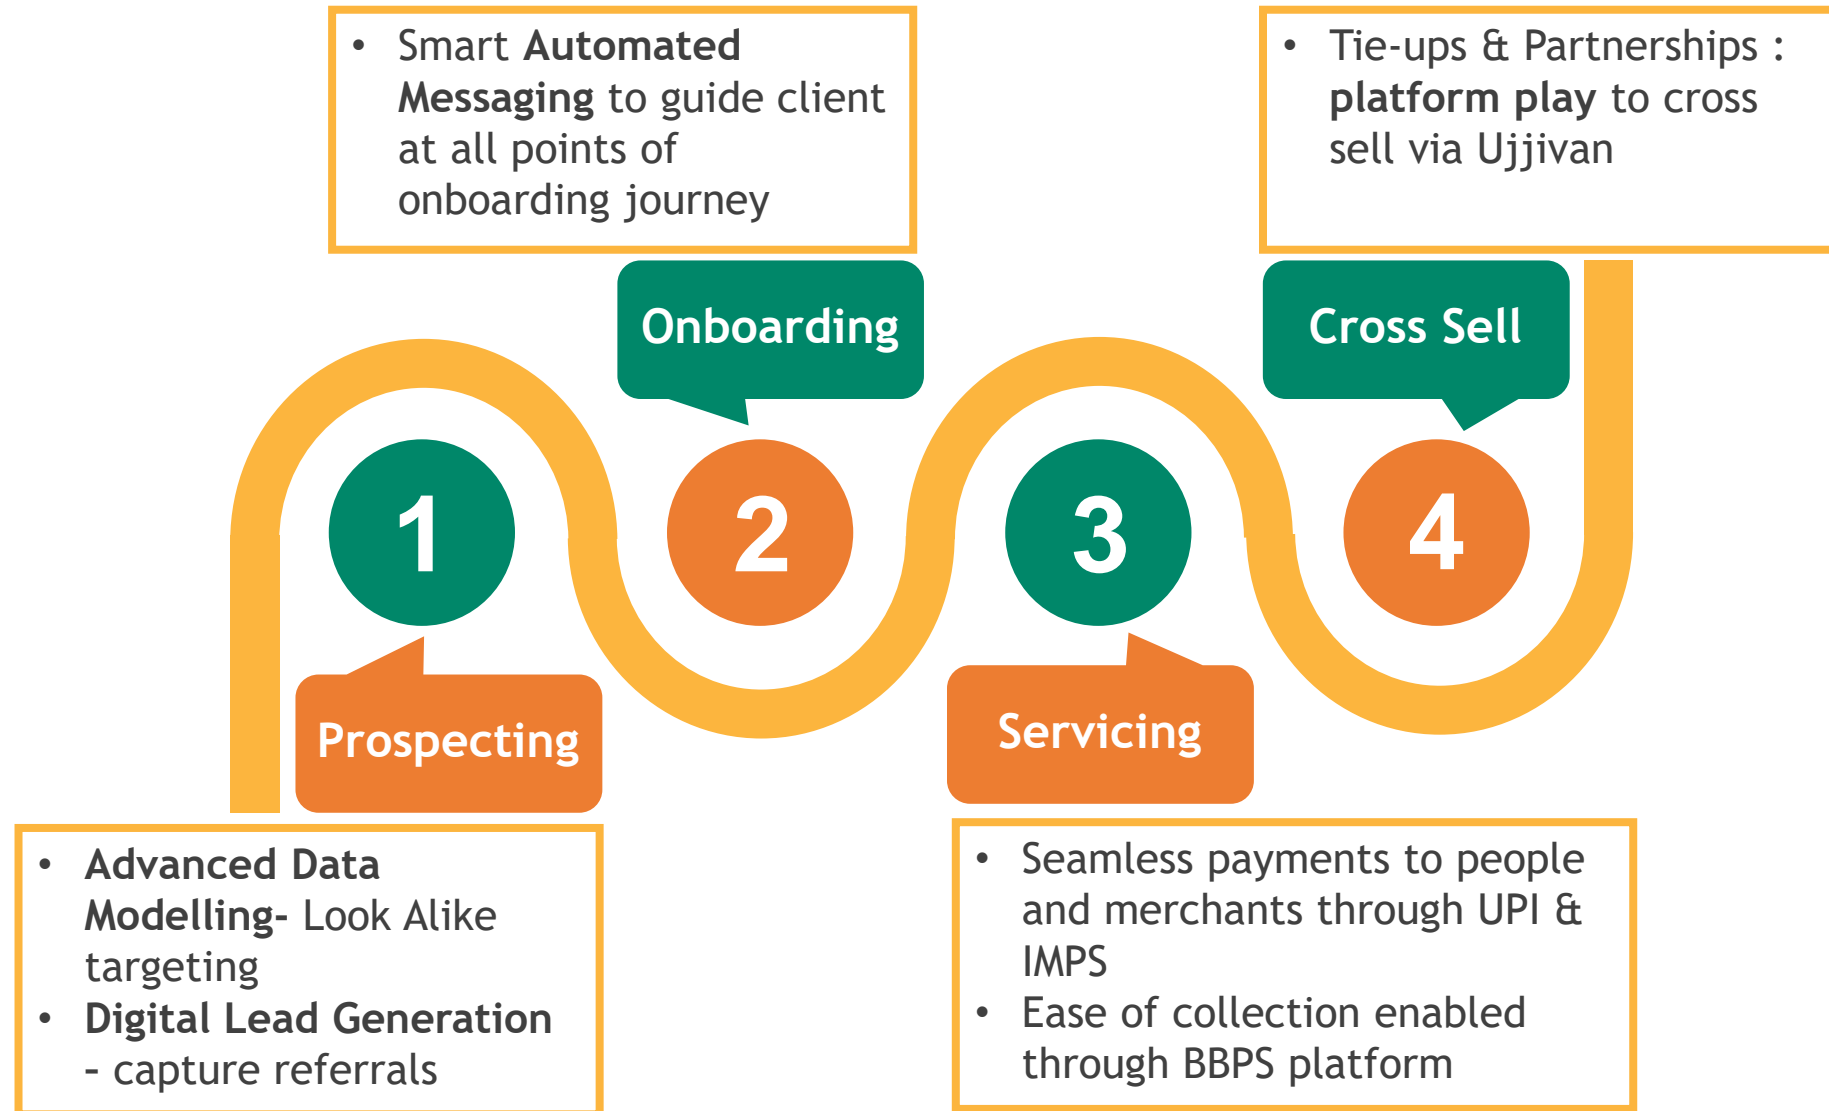 • Smart Automated
Messaging to guide client
at all points of
onboarding journey
• Tie-ups & Partnerships :
platform play to cross
sell via Ujjivan
Onboarding
Cross Sell
1
2
3
4
Prospecting
Servicing
• Advanced Data
Modelling- Look Alike
targeting
• Digital Lead Generation
– capture referrals
• Seamless payments to people
and merchants through UPI &
IMPS
• Ease of collection enabled
through BBPS platform